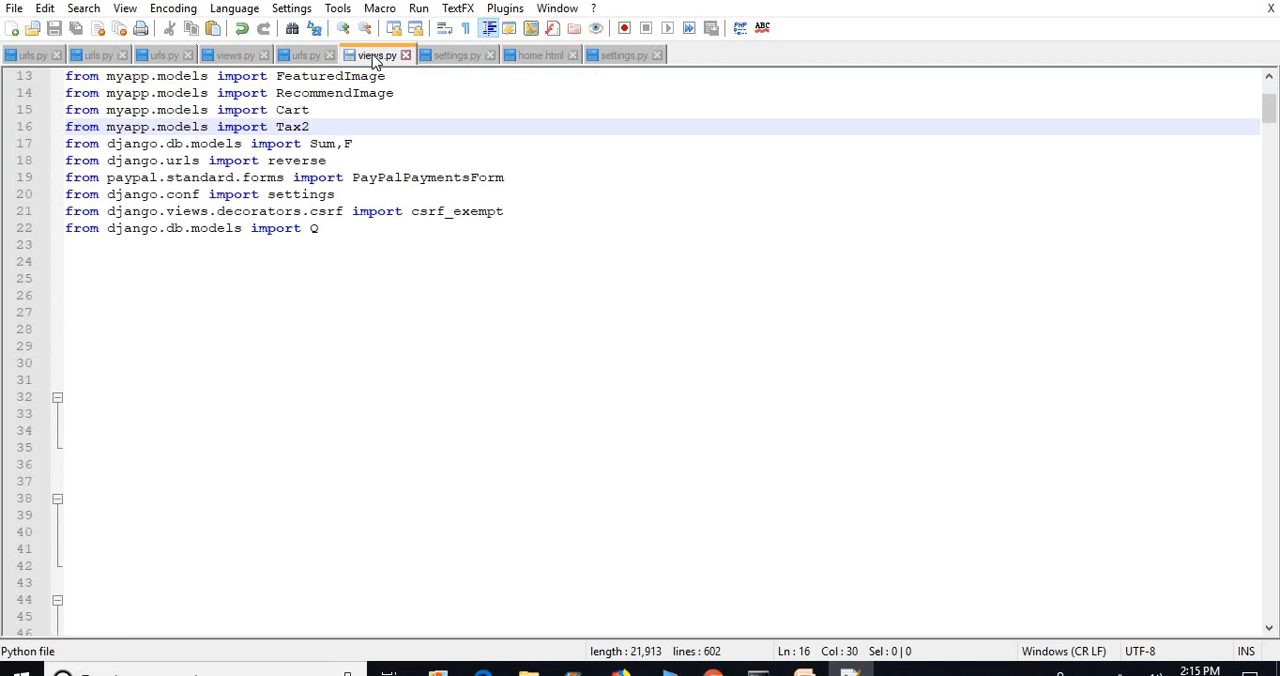 File Edit Search View Encoding Language Settings Tools Macro Run TextFX Plugins Window ? X
urls.py urls.py urls.py views.py urls.py views.py settings.py home.html settings.py
13 from myapp.models import FeaturedImage
14 from myapp.models import RecommendImage
15 from myapp.models import Cart
16 from myapp.models import Tax2
17 from django.db.models import Sum,F
18 from django.urls import reverse
19 from paypal.standard.forms import PayPalPaymentsForm
20 from django.conf import settings
21 from django.views.decorators.csrf import csrf_exempt
22 from django.db.models import Q
23
24
25
26
27
28
29
30
31
32
33
34
35
36
37
38
39
40
41
42
43
44
45
46
Python file length : 21,913 lines : 602 Ln : 16 Col : 30 Sel : 0 | 0 Windows (CR LF) UTF-8 INS
2:15 PM